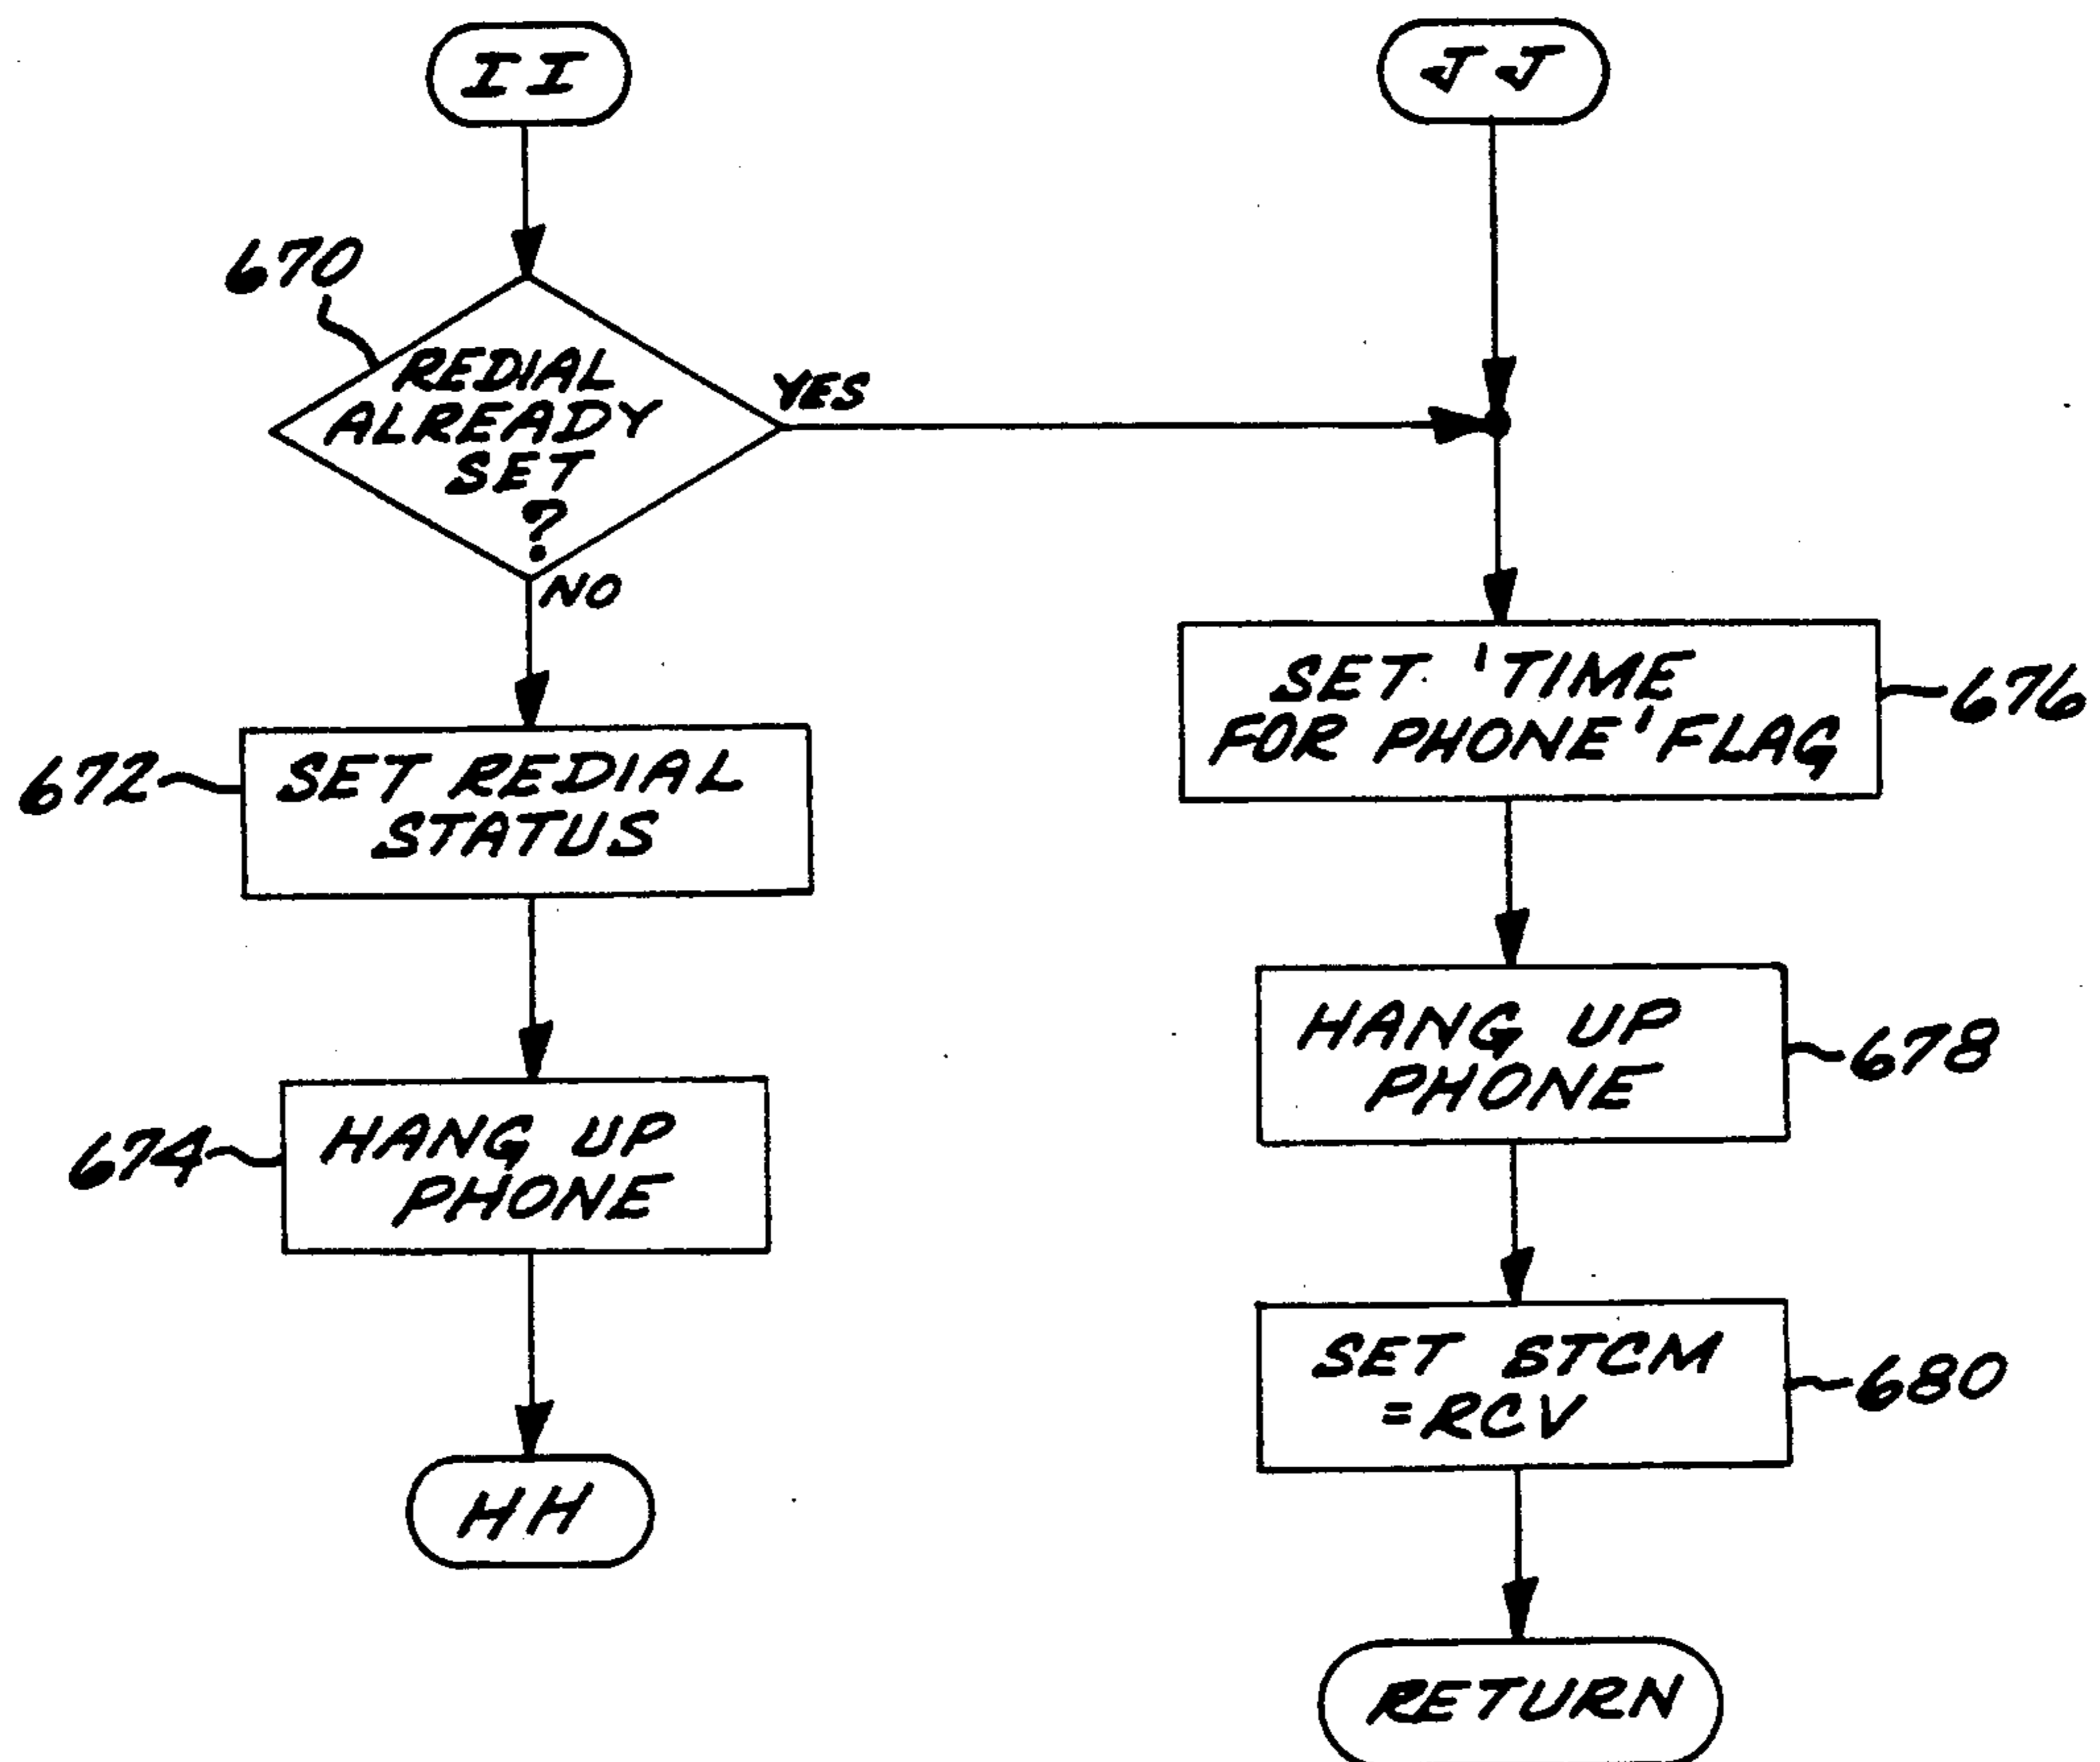 II
JJ
670
REDIAL
ALREADY
SET
?
YES
NO
672
SET REDIAL
STATUS
674
HANG UP
PHONE
HH
SET 'TIME
FOR PHONE' FLAG
676
HANG UP
PHONE
678
SET STCM
=RCV
680
RETURN